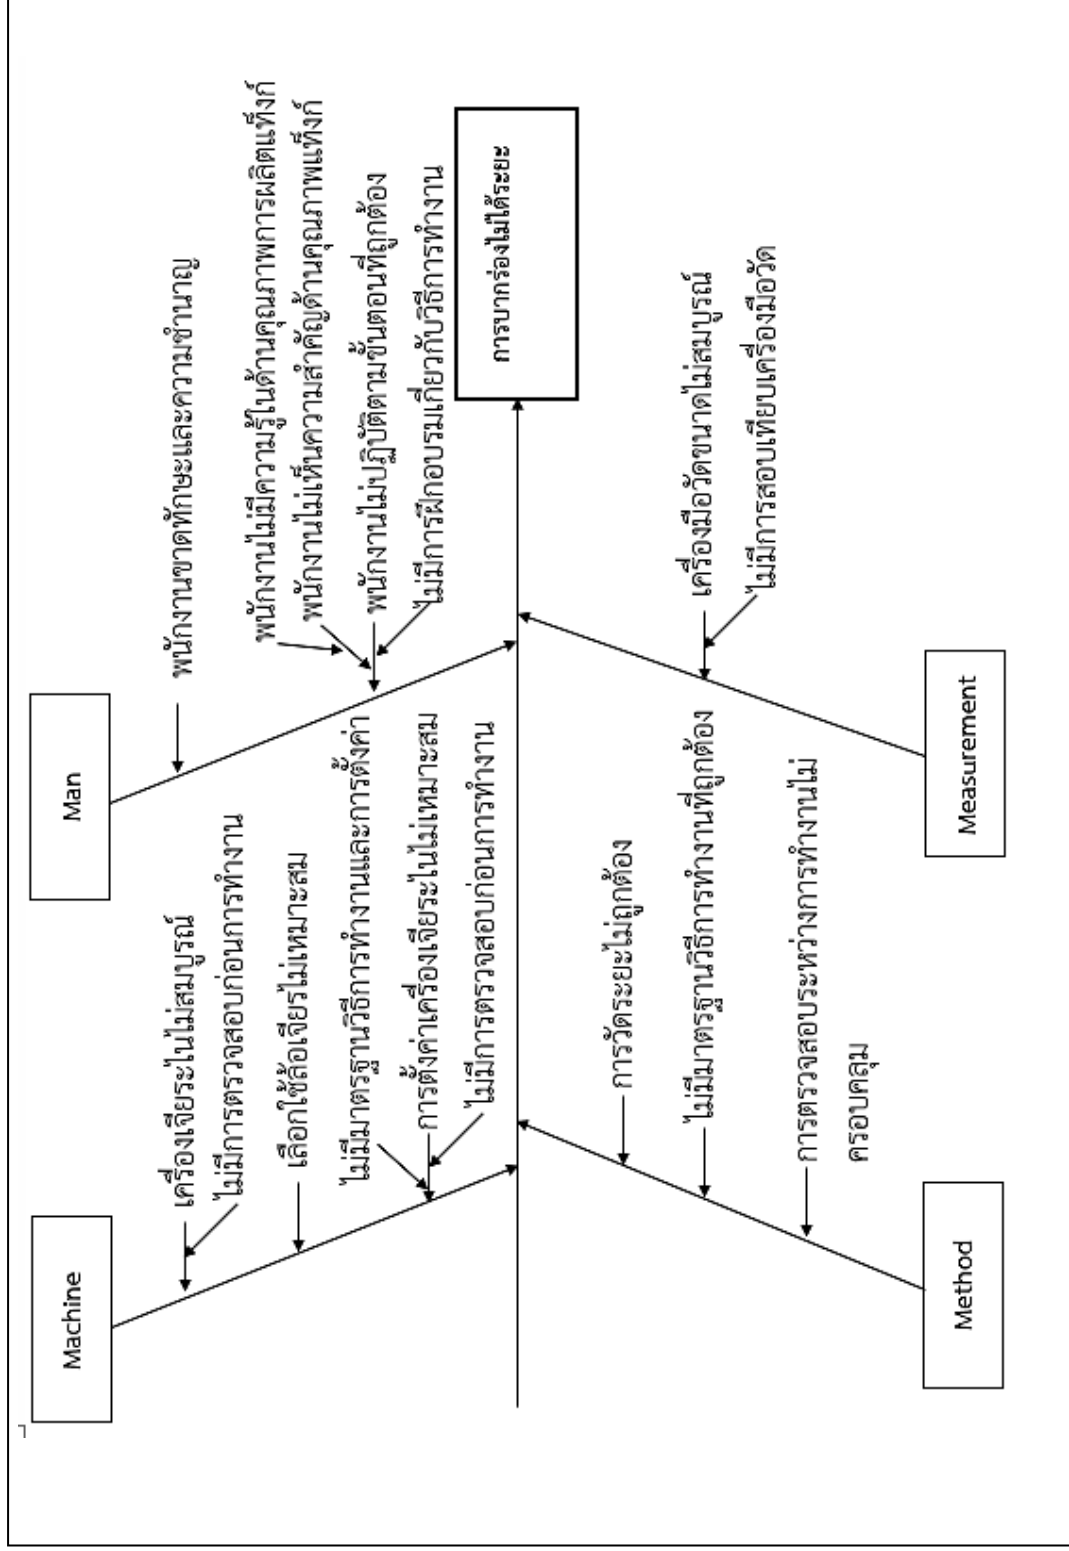 Machine
เครื่องเจียระไนไม่สมบูรณ์
ไม่มีการตรวจสอบก่อนการทำงาน
เลือกใช้ล้อเจียรไม่เหมาะสม
ไม่มีมาตรฐานวิธีการทำงานและการตั้งค่า
การตั้งค่าเครื่องเจียระไนไม่เหมาะสม
ไม่มีการตรวจสอบก่อนการทำงาน
Man
พนักงานขาดทักษะและความชำนาญ
พนักงานไม่มีความรู้ในด้านคุณภาพการผลิตแท็งก์
พนักงานไม่เห็นความสำคัญด้านคุณภาพแท็งก์
พนักงานไม่ปฏิบัติตามขั้นตอนที่ถูกต้อง
ไม่มีการฝึกอบรมเกี่ยวกับวิธีการทำงาน
การบากร่องไม่ได้ระยะ
การวัดระยะไม่ถูกต้อง
ไม่มีมาตรฐานวิธีการทำงานที่ถูกต้อง
การตรวจสอบระหว่างการทำงานไม่
ครอบคลุม
Method
เครื่องมือวัดขนาดไม่สมบูรณ์
ไม่มีการสอบเทียบเครื่องมือวัด
Measurement